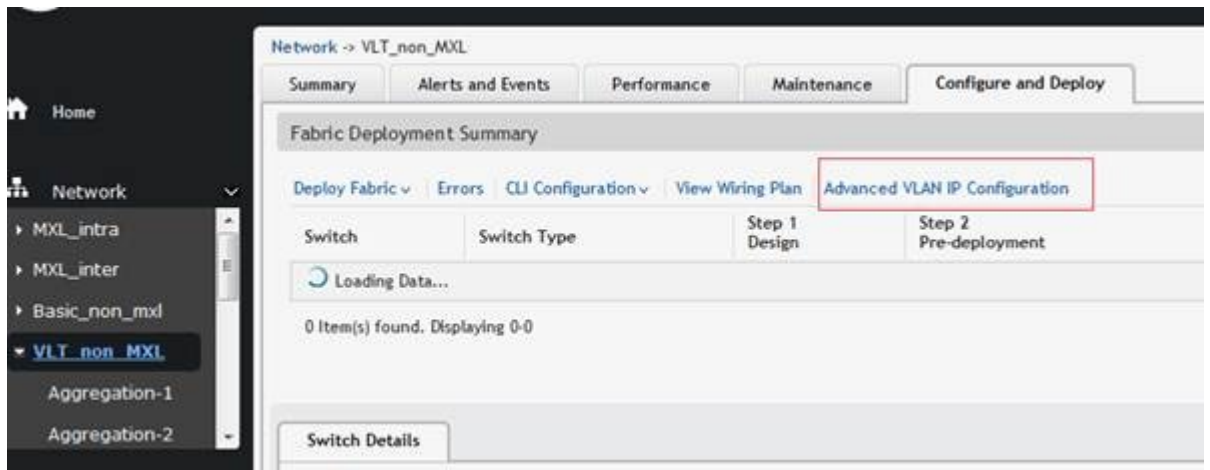 Network -> VLT_non_MXL
Summary
Alerts and Events
Performance
Maintenance
Configure and Deploy
Home
Fabric Deployment Summary
Network
Deploy Fabric
Errors
CLI Configuration
View Wiring Plan
Advanced VLAN IP Configuration
MXL_intra
MXL_inter
Basic_non_mxl
VLT_non_MXL
Aggregation-1
Aggregation-2
Switch
Switch Type
Step 1
Design
Step 2
Pre-deployment
Loading Data...
0 Item(s) found. Displaying 0-0
Switch Details